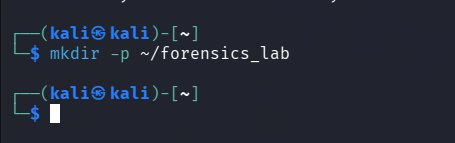 ┌──(kali㉿kali)-[~]
└─$ mkdir -p ~/forensics_lab
┌──(kali㉿kali)-[~]
└─$